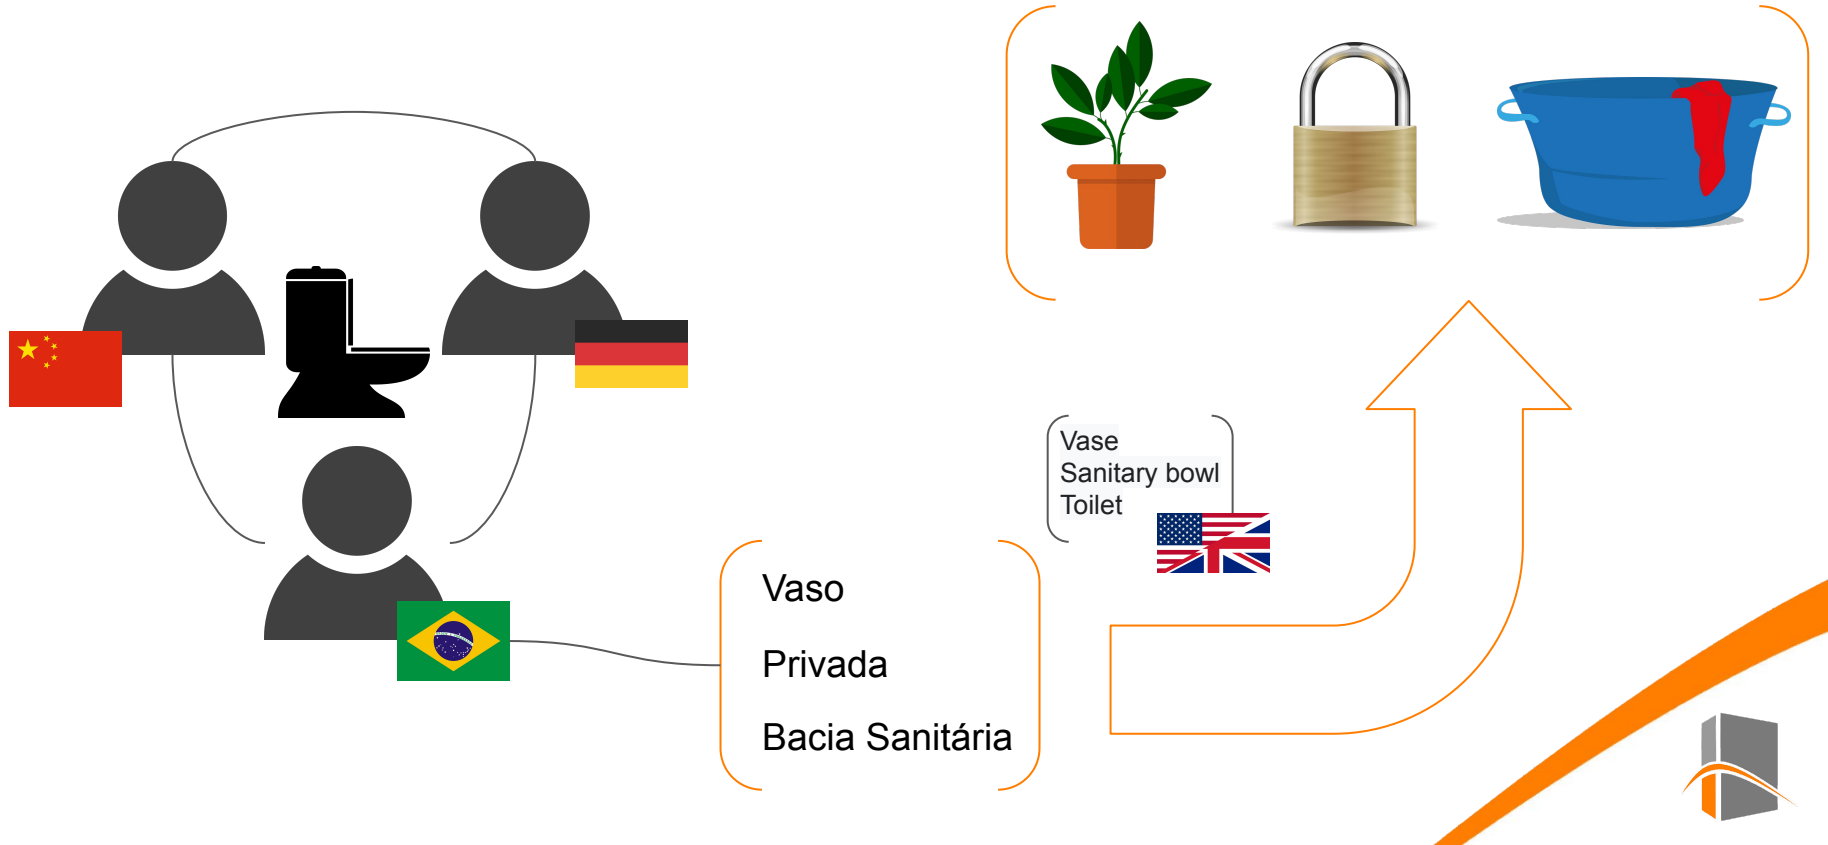 Vase
Sanitary bowl
Toilet
Vaso
Privada
Bacia Sanitária